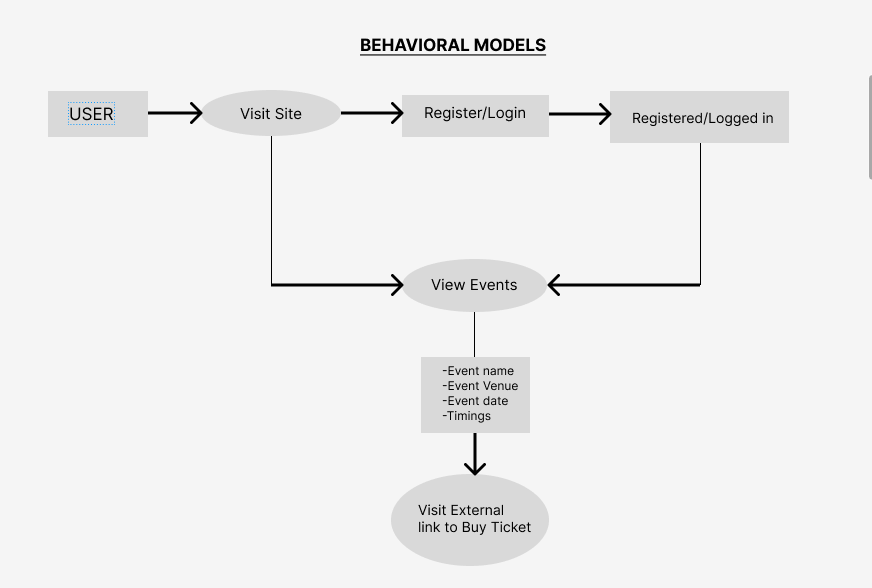 BEHAVIORAL MODELS
USER
Visit Site
Register/Login
Registered/Logged in
View Events
-Event name
-Event Venue
-Event date
-Timings
Visit External
link to Buy Ticket